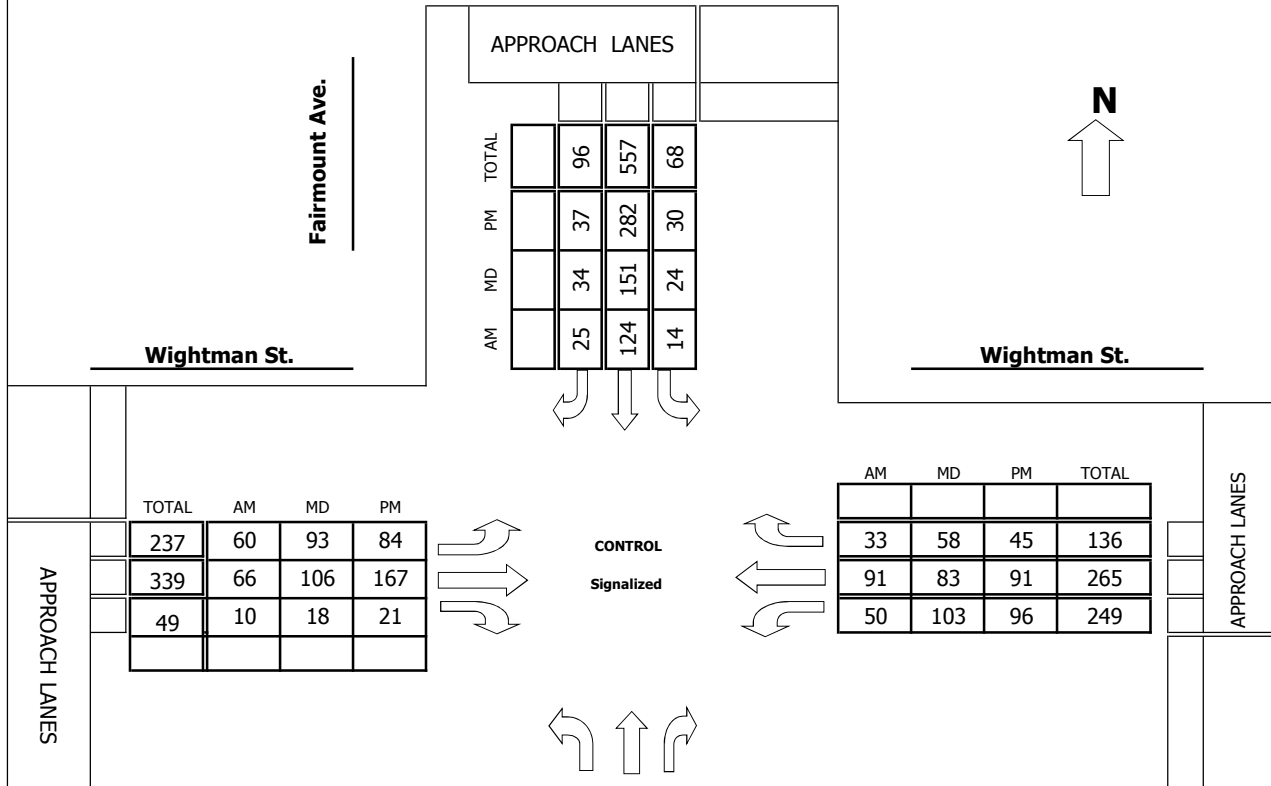 APPROACH LANES
Fairmount Ave.
N
TOTAL 96 557 68
PM 37 282 30
MD 34 151 24
AM 25 124 14
Wightman St.
Wightman St.
TOTAL AM MD PM
237 60 93 84
339 66 106 167
49 10 18 21
APPROACH LANES
CONTROL
Signalized
AM MD PM TOTAL
33 58 45 136
91 83 91 265
50 103 96 249
APPROACH LANES